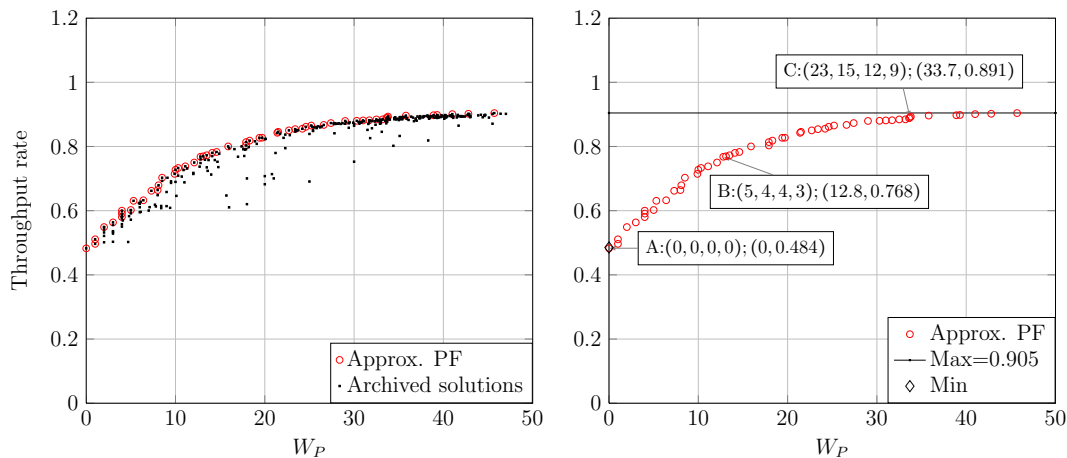 Throughput rate
1.2
1
0.8
0.6
0.4
0.2
0
0 10 20 30 40 50
W_P
Approx. PF
Archived solutions
1.2
1
0.8
0.6
0.4
0.2
0
0 10 20 30 40 50
W_P
C:(23, 15, 12, 9); (33.7, 0.891)
B:(5, 4, 4, 3); (12.8, 0.768)
A:(0, 0, 0, 0); (0, 0.484)
Approx. PF
Max=0.905
Min